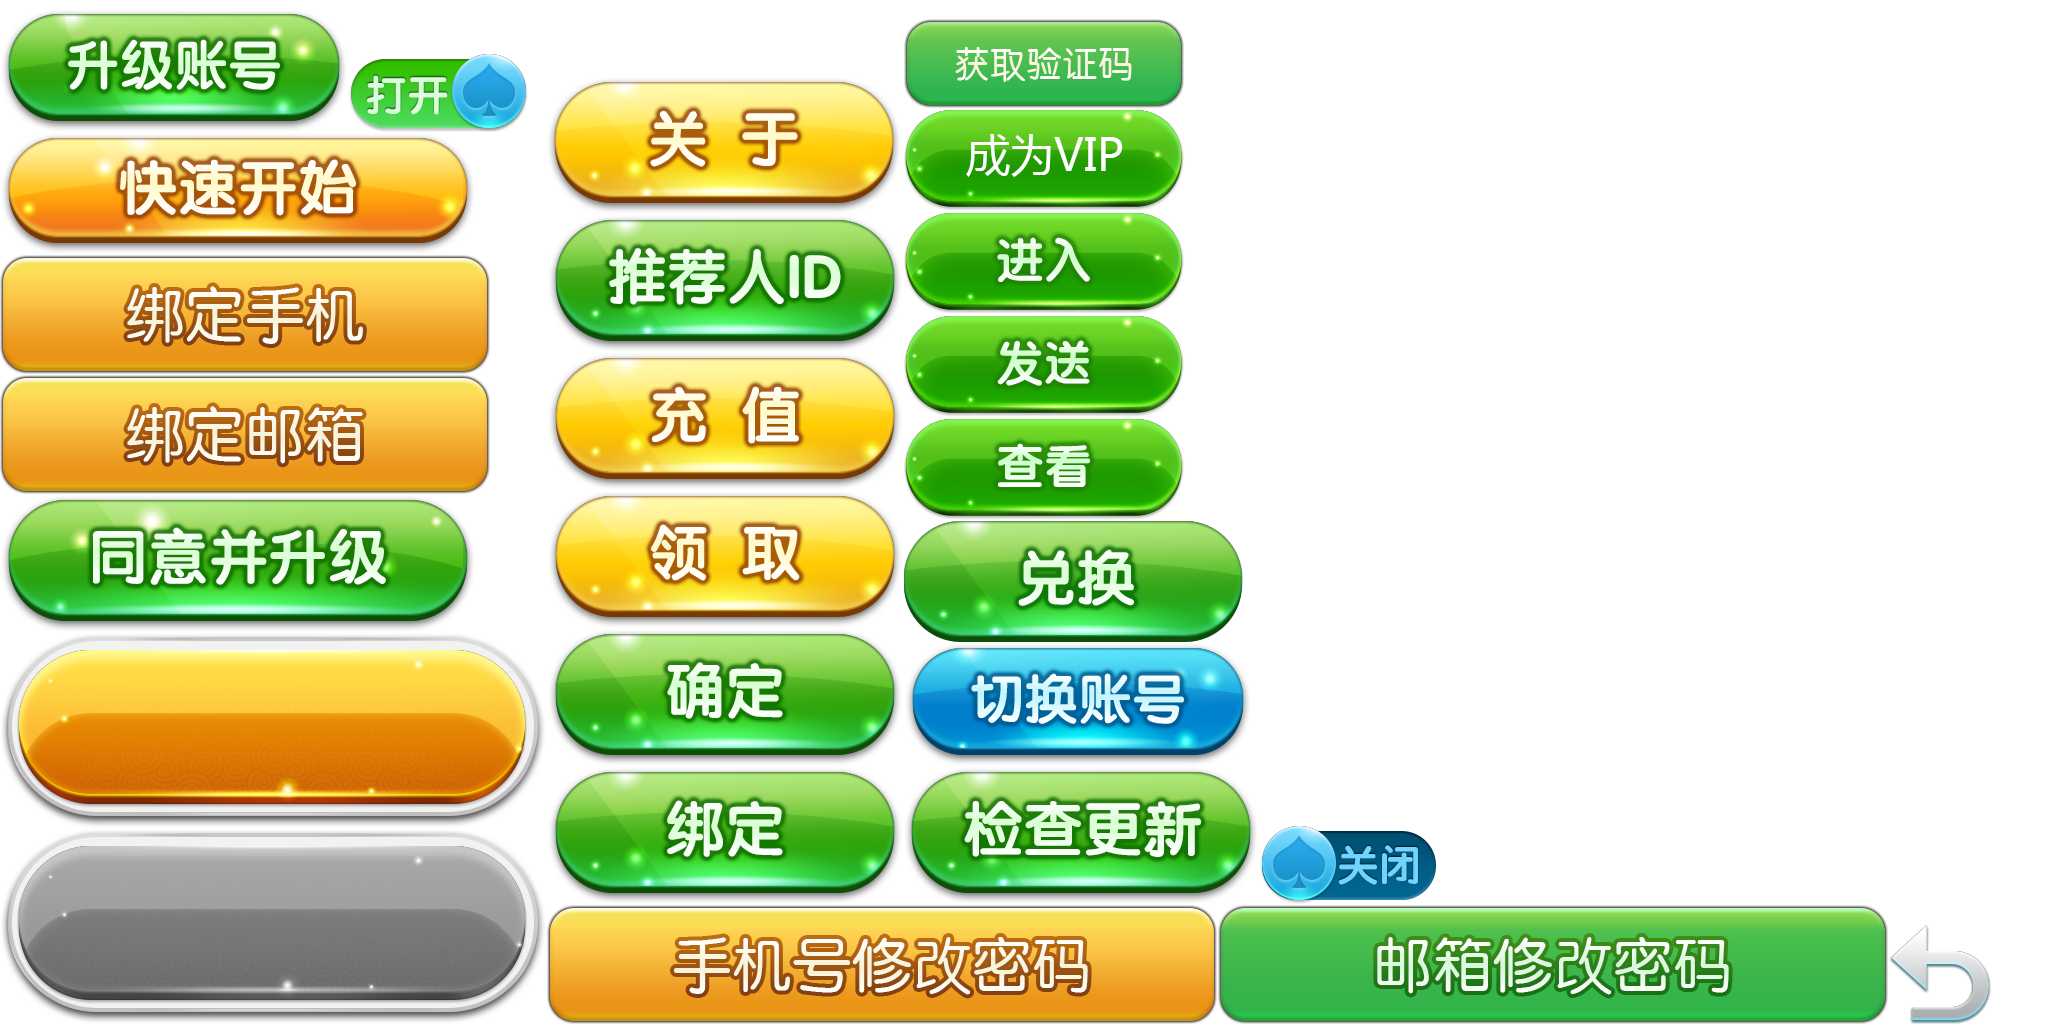 升级账号
打开
快速开始
绑定手机
绑定邮箱
同意并升级
关 于
推荐人ID
充 值
领 取
确定
绑定
获取验证码
成为VIP
进入
发送
查看
兑换
切换账号
检查更新
关闭
手机号修改密码
邮箱修改密码